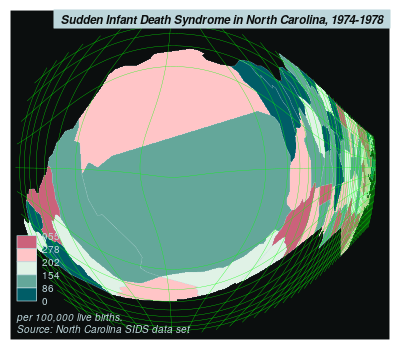 Sudden Infant Death Syndrome in North Carolina, 1974-1978
278
202
154
86
0
per 100,000 live births.
Source: North Carolina SIDS data set